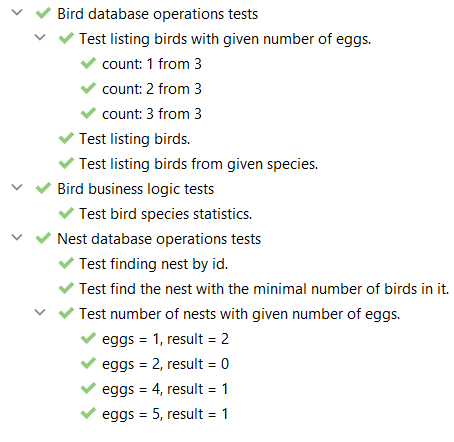 Bird database operations tests
Test listing birds with given number of eggs.
count: 1 from 3
count: 2 from 3
count: 3 from 3
Test listing birds.
Test listing birds from given species.
Bird business logic tests
Test bird species statistics.
Nest database operations tests
Test finding nest by id.
Test find the nest with the minimal number of birds in it.
Test number of nests with given number of eggs.
eggs = 1, result = 2
eggs = 2, result = 0
eggs = 4, result = 1
eggs = 5, result = 1